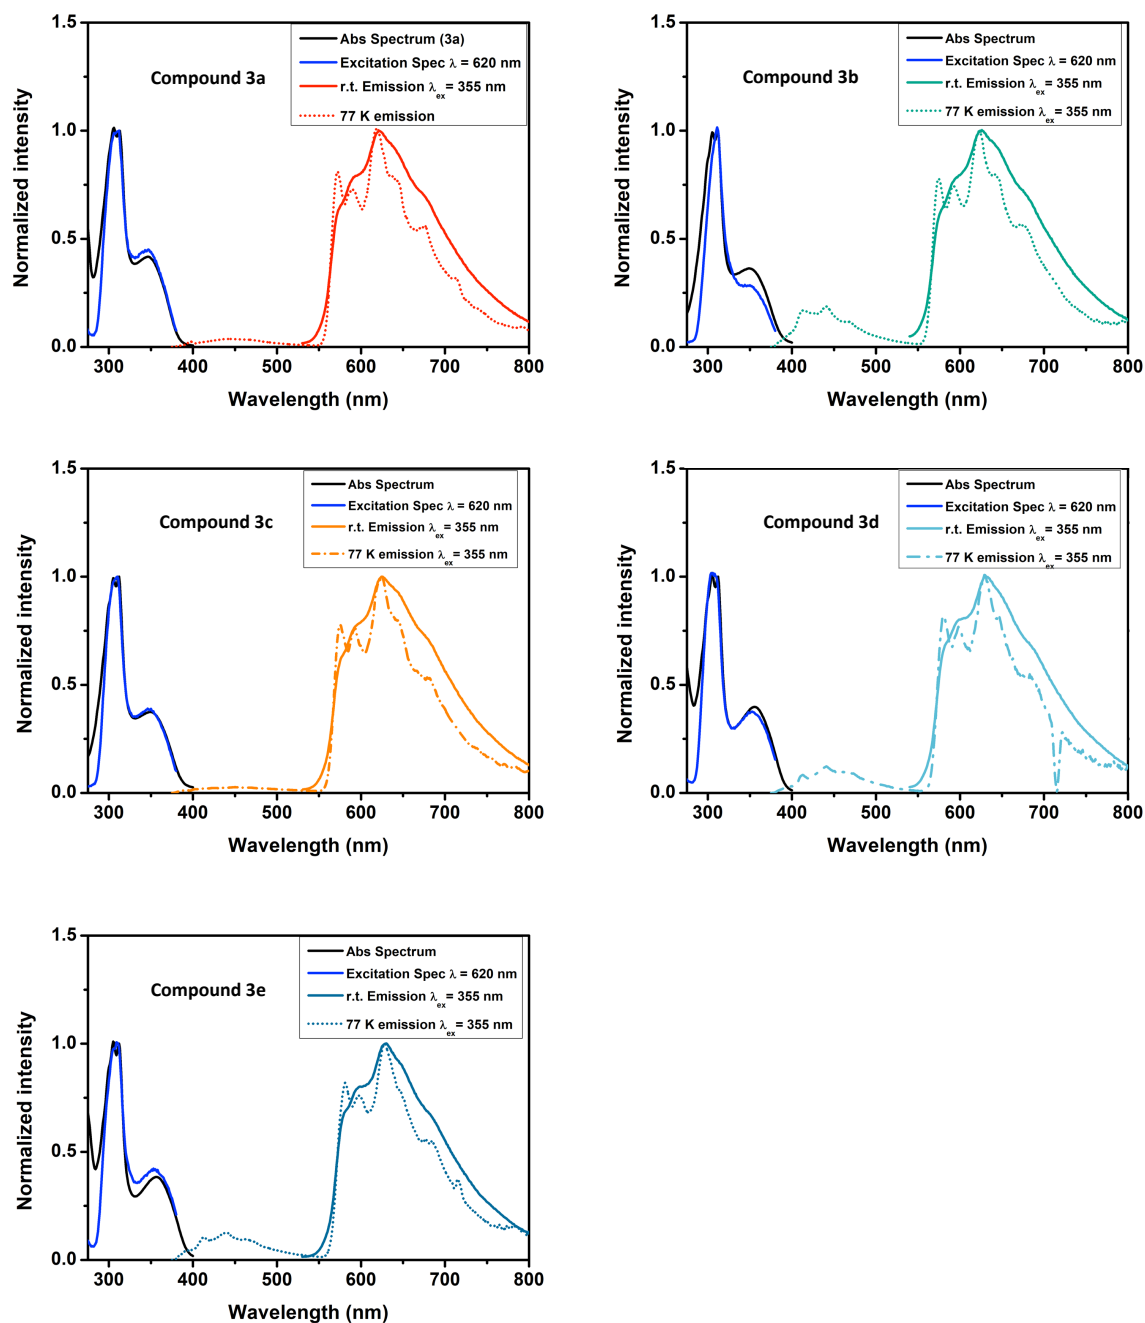 1.5
1.0
0.5
0.0
Normalized intensity
Compound 3a
Abs Spectrum (3a)
Excitation Spec λ = 620 nm
r.t. Emission λex= 355 nm
77 K emission
300 400 500 600 700 800
Wavelength (nm)
1.5
1.0
0.5
0.0
Normalized intensity
Compound 3b
Abs Spectrum
Excitation Spec λ = 620 nm
r.t. Emission λex= 355 nm
77 K emission λex= 355 nm
300 400 500 600 700 800
Wavelength (nm)
1.5
1.0
0.5
0.0
Normalized intensity
Compound 3c
Abs Spectrum
Excitation Spec λ = 620 nm
r.t. Emission λex= 355 nm
77 K emission λex= 355 nm
300 400 500 600 700 800
Wavelength (nm)
1.5
1.0
0.5
0.0
Normalized intensity
Compound 3d
Abs Spectrum
Excitation Spec λ = 620 nm
r.t. Emission λex= 355 nm
77 K emission λex= 355 nm
300 400 500 600 700 800
Wavelength (nm)
1.5
1.0
0.5
0.0
Normalized intensity
Compound 3e
Abs Spectrum
Excitation Spec λ = 620 nm
r.t. Emission λex= 355 nm
77 K emission λex= 355 nm
300 400 500 600 700 800
Wavelength (nm)